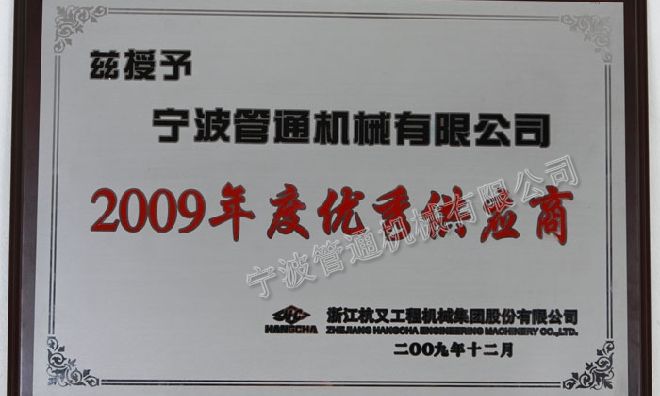 兹授予
宁波管通机械有限公司
2009年度优秀供应商
宁波管通机械有限公司
HANGCHA
浙江杭叉工程机械集团股份有限公司
ZHEJIANG HANGCHA ENGINEERING MACHINERY CO.,LTD.
二〇〇九年十二月